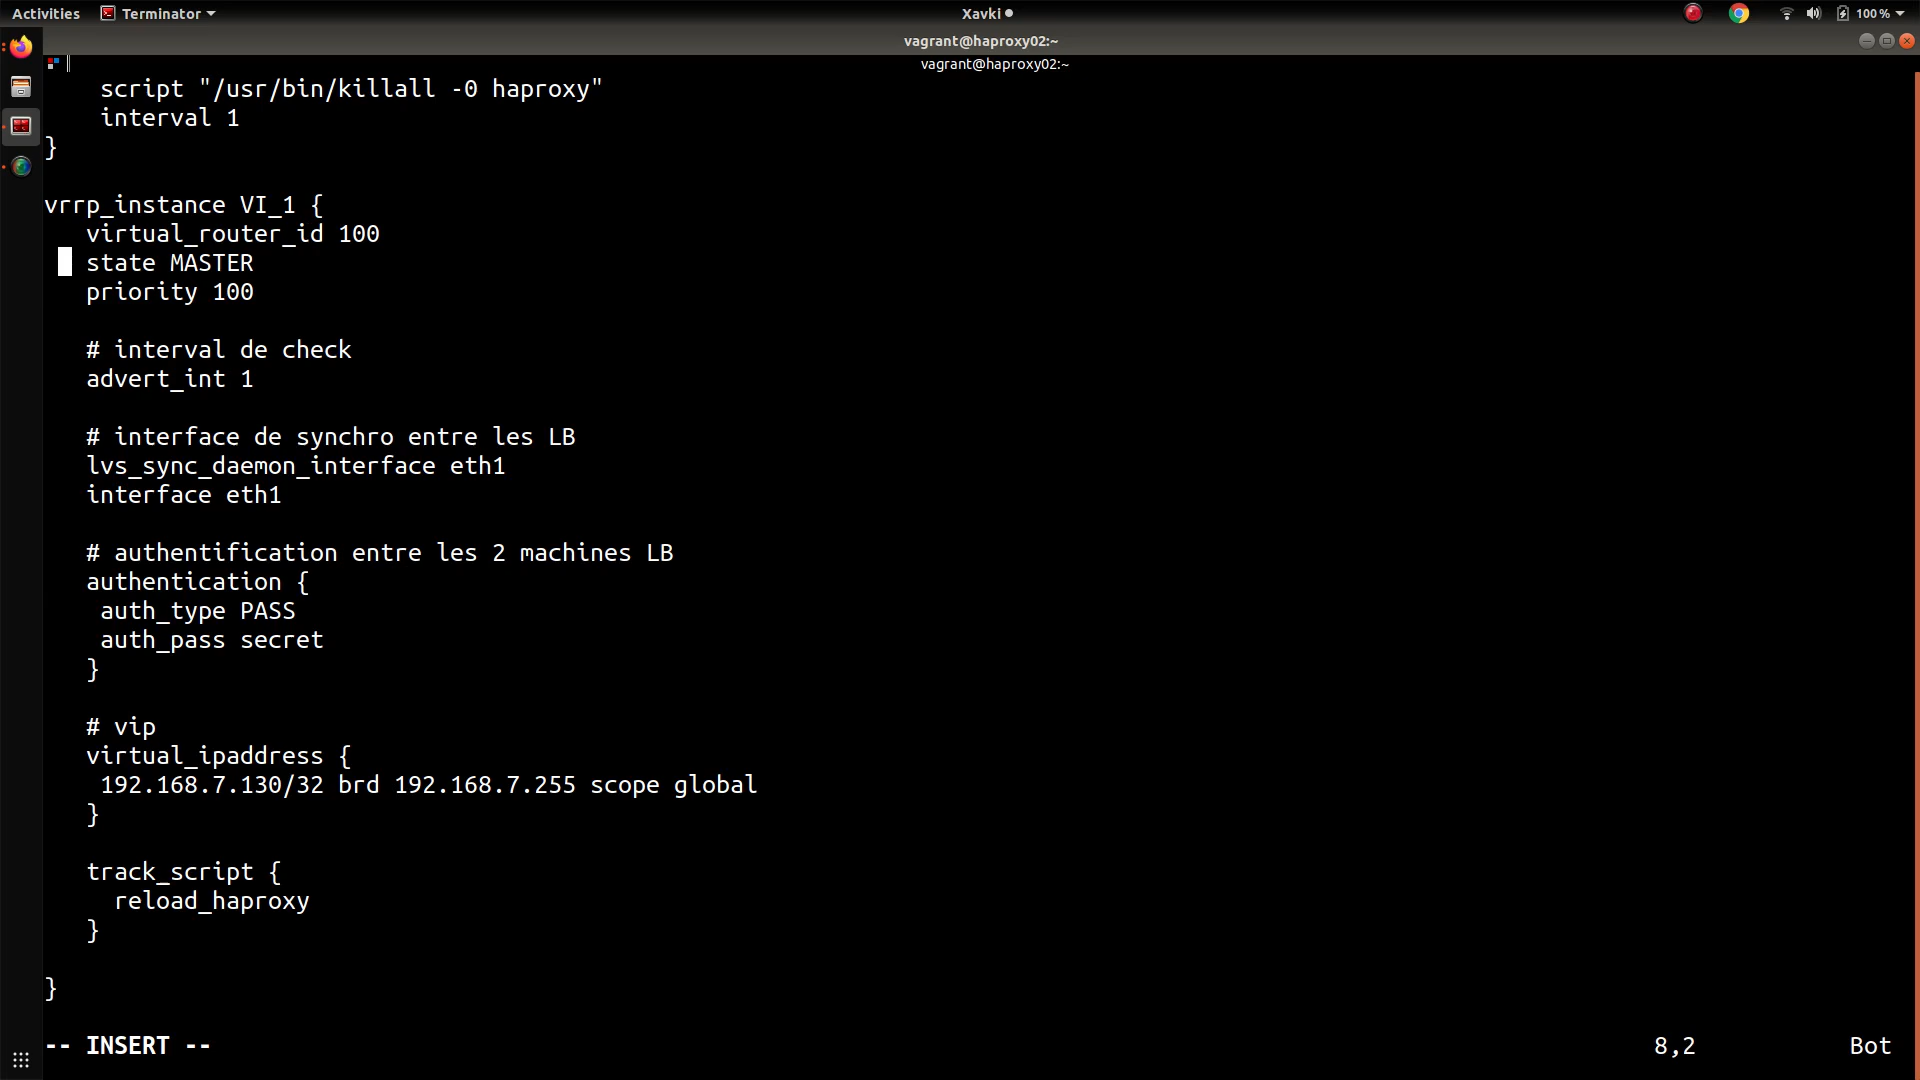 Activities
Terminator
Xavki
100 %
vagrant@haproxy02:~
vagrant@haproxy02:~
script "/usr/bin/killall -0 haproxy"
interval 1
}
vrrp_instance VI_1 {
virtual_router_id 100
state MASTER
priority 100
# interval de check
advert_int 1
# interface de synchro entre les LB
lvs_sync_daemon_interface eth1
interface eth1
# authentification entre les 2 machines LB
authentication {
auth_type PASS
auth_pass secret
}
# vip
virtual_ipaddress {
192.168.7.130/32 brd 192.168.7.255 scope global
}
track_script {
reload_haproxy
}
}
-- INSERT --
8,2
Bot